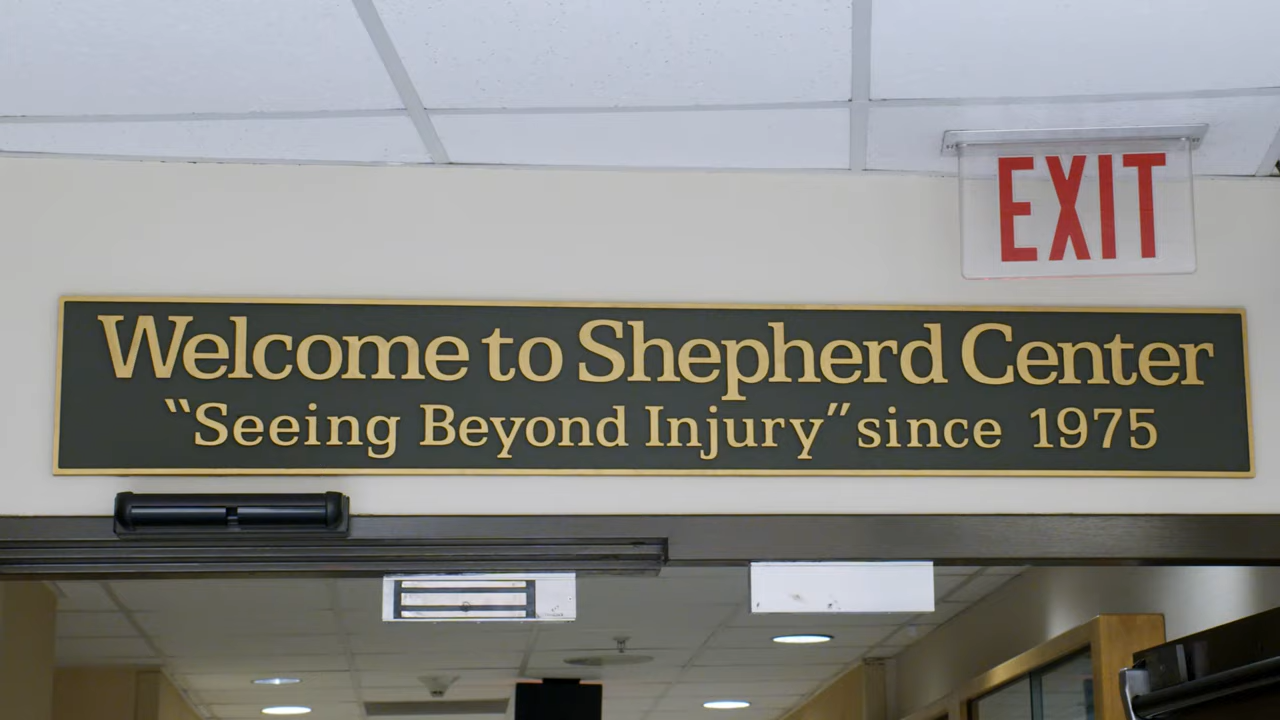 EXIT
Welcome to Shepherd Center
“Seeing Beyond Injury” since 1975